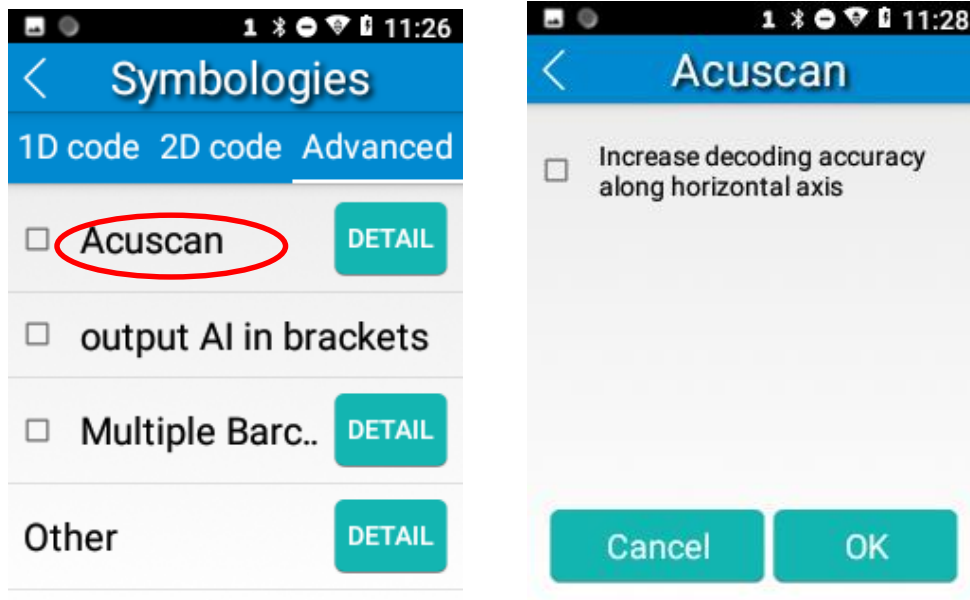 1 11:26
Symbologies
1D code 2D code Advanced
Acuscan DETAIL
output AI in brackets
Multiple Barc.. DETAIL
Other DETAIL
1 11:28
Acuscan
Increase decoding accuracy
along horizontal axis
Cancel OK